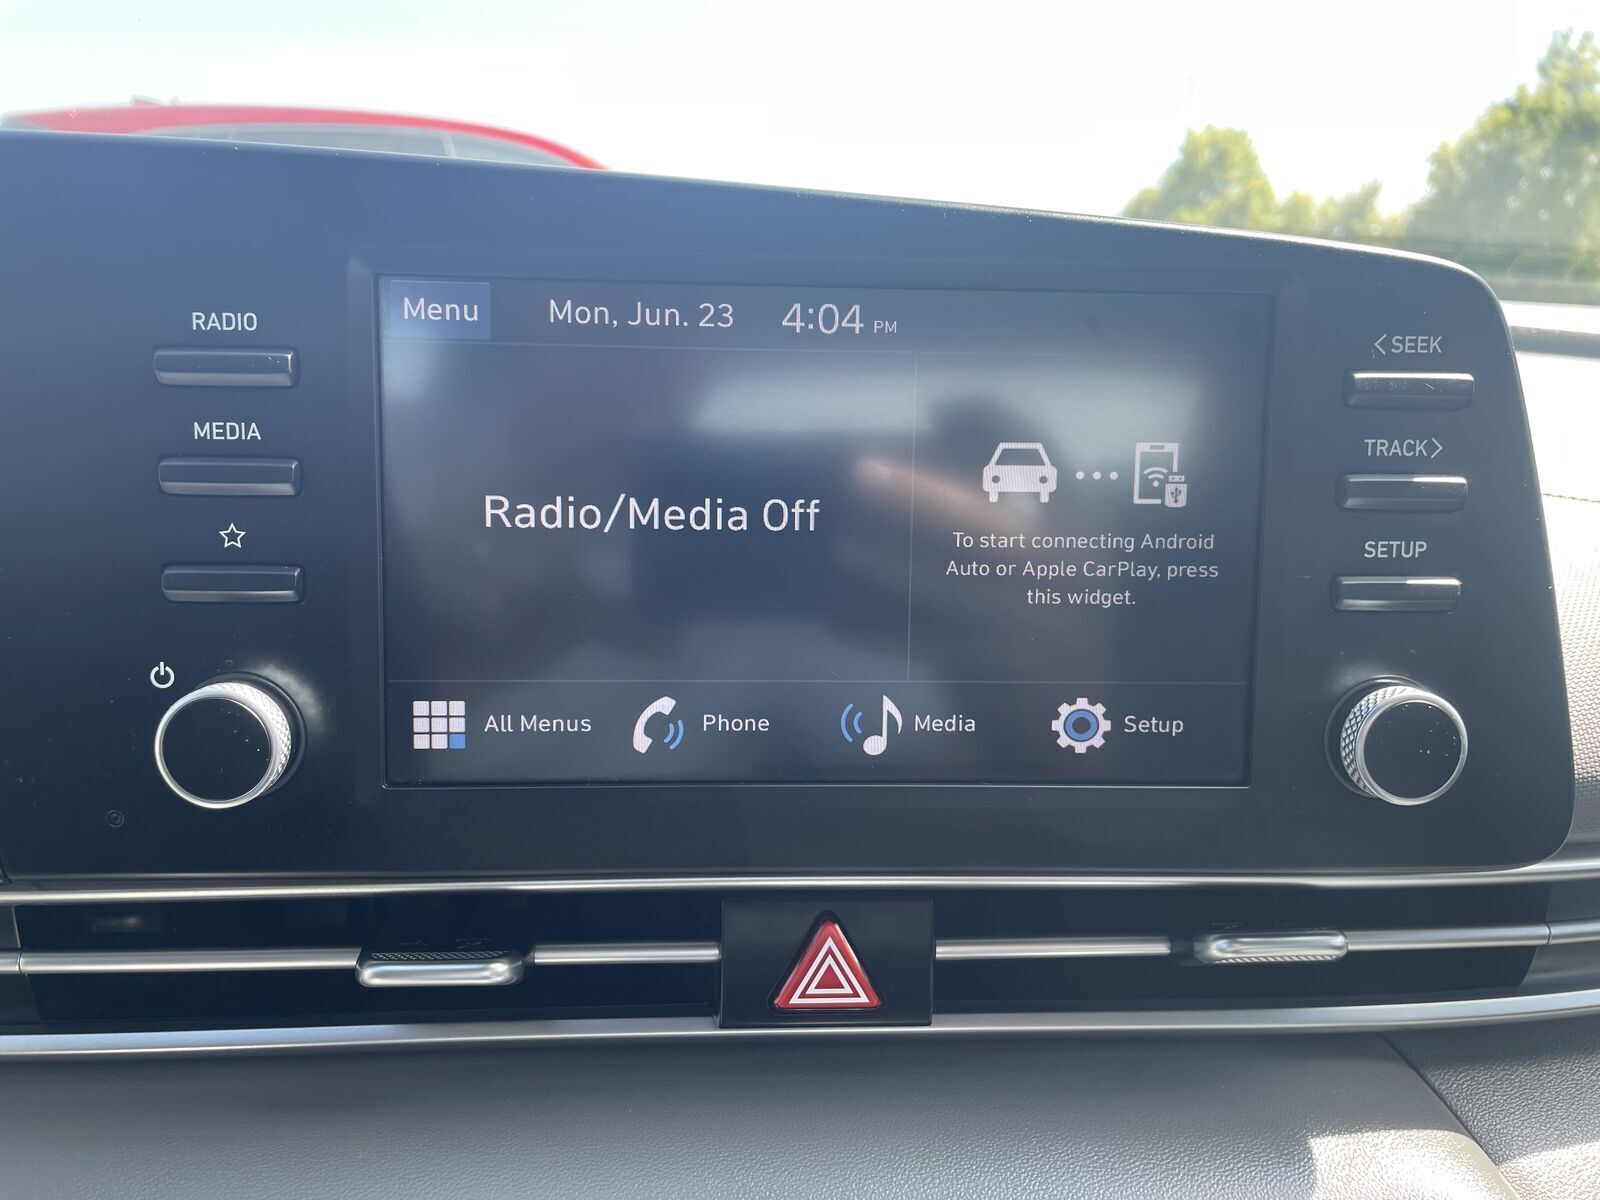 Menu
Mon, Jun. 23
4:04 PM
RADIO
MEDIA
Radio/Media Off
To start connecting Android
Auto or Apple CarPlay, press
this widget.
All Menus
Phone
Media
Setup
<SEEK
TRACK>
SETUP